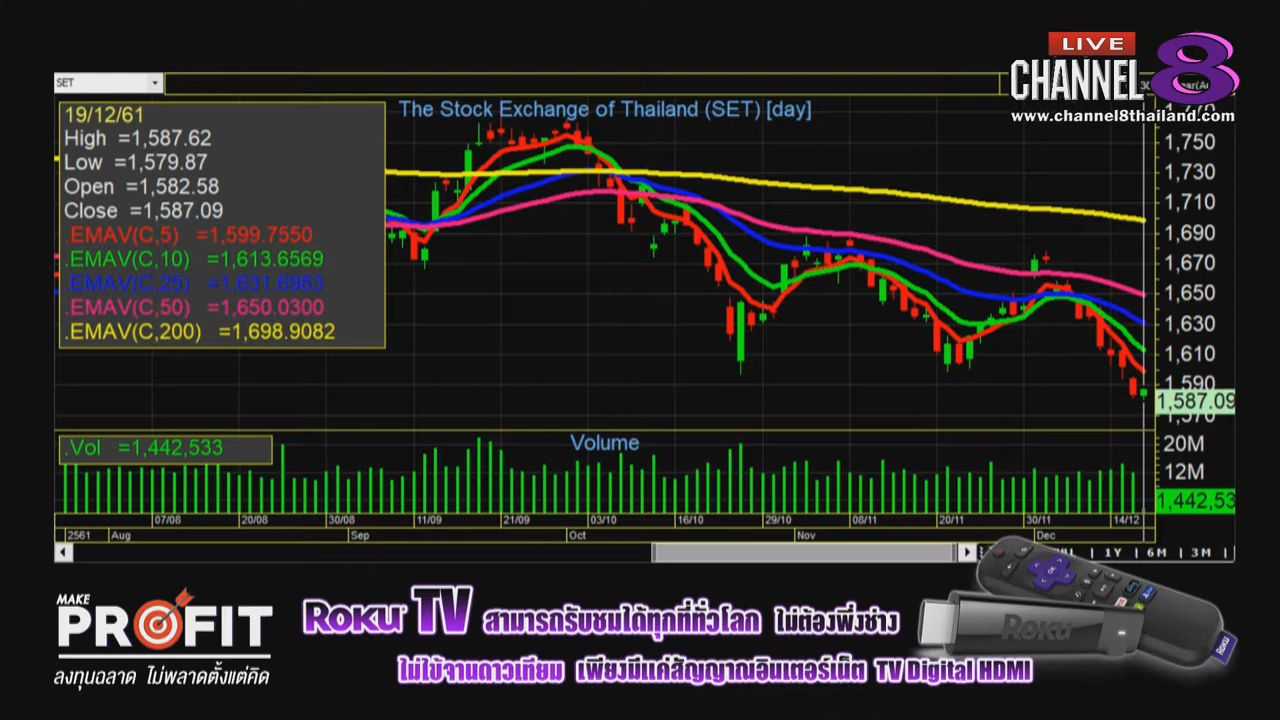 LIVE
CHANNEL 8
www.channel8thailand.com
SET
The Stock Exchange of Thailand (SET) [day]
19/12/61
High =1,587.62
Low =1,579.87
Open =1,582.58
Close =1,587.09
.EMAV(C,5) =1,599.7550
.EMAV(C,10) =1,613.6569
.EMAV(C,25) =1,631.6983
.EMAV(C,50) =1,650.0300
.EMAV(C,200) =1,698.9082
1,770
1,750
1,730
1,710
1,690
1,670
1,650
1,630
1,610
1,590
1,587.09
1,570
.Vol =1,442,533
Volume
20M
12M
1,442,53
07/08 20/08 30/08 11/09 21/09 03/10 16/10 29/10 08/11 20/11 30/11 14/12
2561 Aug Sep Oct Nov Dec
1Y | 6M | 3M |
MAKE
PROFIT
ลงทุนฉลาด ไม่พลาดตั้งแต่คิด
ROKU TV สามารถรับชมได้ทุกที่ทั่วโลก ไม่ต้องพึ่งช่าง
ไม่ใช้จานดาวเทียม เพียงมีแค่สัญญาณอินเตอร์เน็ต TV Digital HDMI
Roku
Roku